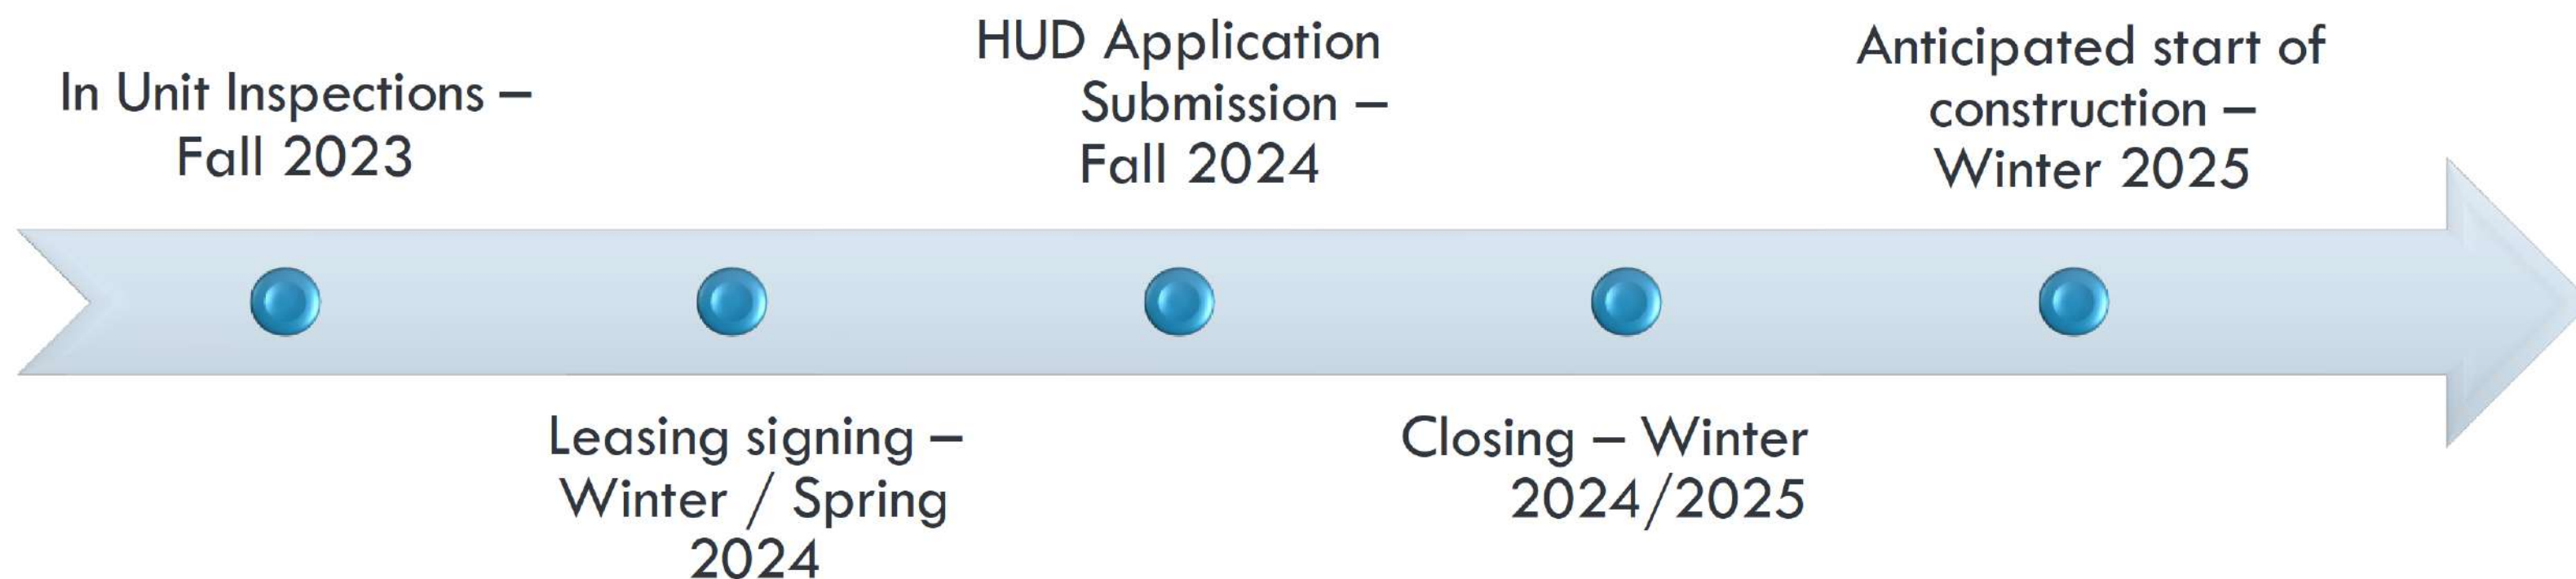 In Unit Inspections –
Fall 2023
Leasing signing –
Winter / Spring
2024
HUD Application
Submission –
Fall 2024
Closing – Winter
2024/2025
Anticipated start of
construction –
Winter 2025